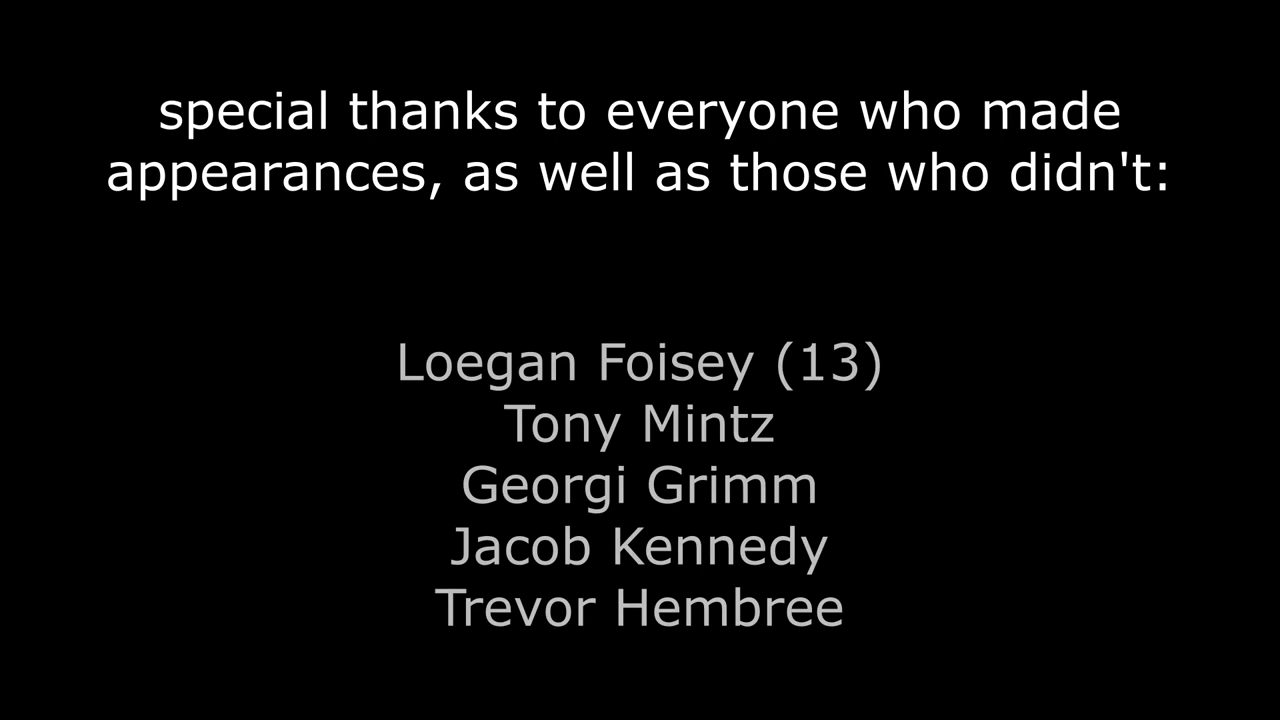 special thanks to everyone who made
appearances, as well as those who didn't:
Loegan Foisey (13)
Tony Mintz
Georgi Grimm
Jacob Kennedy
Trevor Hembree